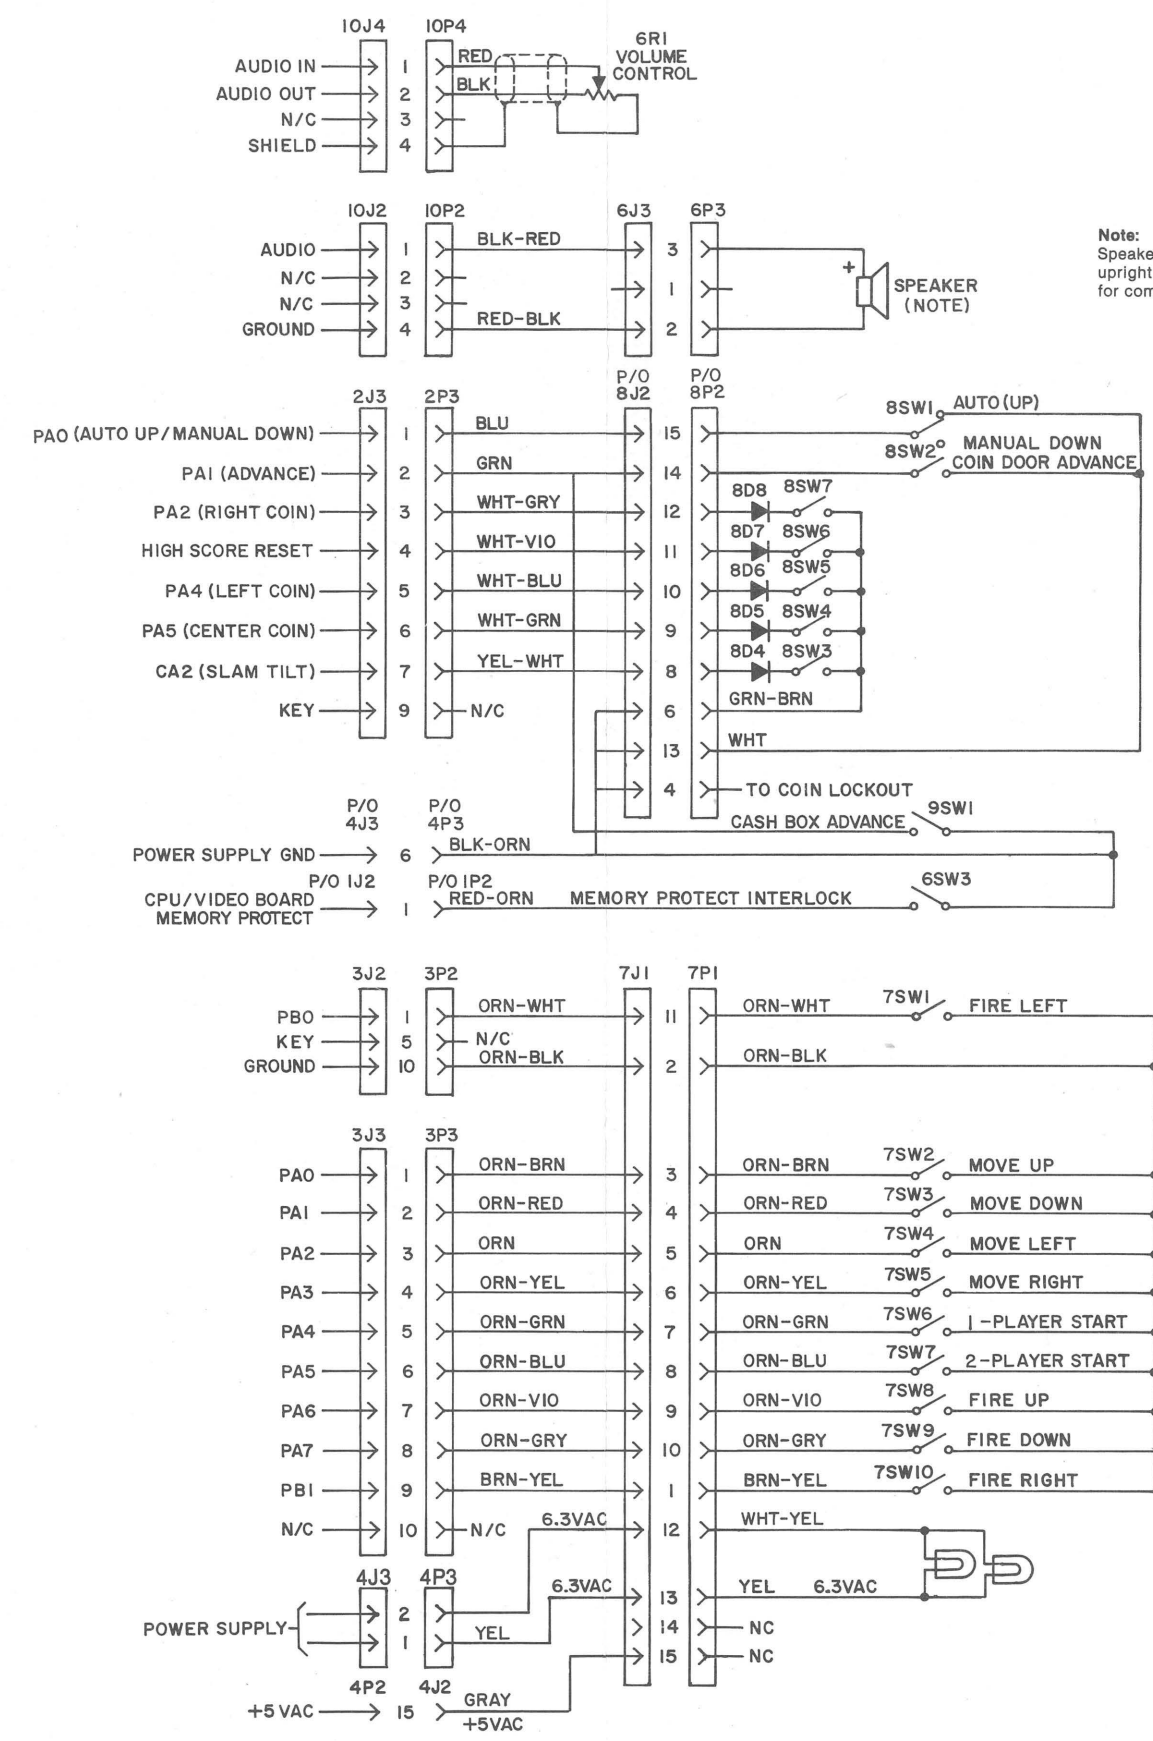 10J4 10P4
AUDIO IN 1 RED
AUDIO OUT 2 BLK
N/C 3
SHIELD 4
6R1
VOLUME
CONTROL
10J2 10P2 6J3 6P3
AUDIO 1 BLK-RED 3
N/C 2 1
N/C 3
GROUND 4 RED-BLK 2
+
SPEAKER
(NOTE)
Note:
Speake
upright
for com
P/O P/O
2J3 2P3 8J2 8P2
PA0 (AUTO UP/MANUAL DOWN) 1 BLU 15 8SW1 AUTO (UP)
MANUAL DOWN
PA1 (ADVANCE) 2 GRN 14 8SW2 COIN DOOR ADVANCE
PA2 (RIGHT COIN) 3 WHT-GRY 12 8D8 8SW7
HIGH SCORE RESET 4 WHT-VIO 11 8D7 8SW6
PA4 (LEFT COIN) 5 WHT-BLU 10 8D6 8SW5
PA5 (CENTER COIN) 6 WHT-GRN 9 8D5 8SW4
CA2 (SLAM TILT) 7 YEL-WHT 8 8D4 8SW3
KEY 9 N/C 6 GRN-BRN
13 WHT
4 TO COIN LOCKOUT
P/O P/O
4J3 4P3
CASH BOX ADVANCE 9SW1
POWER SUPPLY GND 6 BLK-ORN
P/O 1J2 P/O 1P2
CPU/VIDEO BOARD
MEMORY PROTECT 1 RED-ORN MEMORY PROTECT INTERLOCK 6SW3
3J2 3P2 7J1 7P1
PB0 1 ORN-WHT 11 ORN-WHT 7SW1 FIRE LEFT
KEY 5 N/C
GROUND 10 ORN-BLK 2 ORN-BLK
3J3 3P3
PA0 1 ORN-BRN 3 ORN-BRN 7SW2 MOVE UP
PA1 2 ORN-RED 4 ORN-RED 7SW3 MOVE DOWN
PA2 3 ORN 5 ORN 7SW4 MOVE LEFT
PA3 4 ORN-YEL 6 ORN-YEL 7SW5 MOVE RIGHT
PA4 5 ORN-GRN 7 ORN-GRN 7SW6 1-PLAYER START
PA5 6 ORN-BLU 8 ORN-BLU 7SW7 2-PLAYER START
PA6 7 ORN-VIO 9 ORN-VIO 7SW8 FIRE UP
PA7 8 ORN-GRY 10 ORN-GRY 7SW9 FIRE DOWN
PB1 9 BRN-YEL 1 BRN-YEL 7SW10 FIRE RIGHT
N/C 10 N/C 6.3VAC 12 WHT-YEL
4J3 4P3 6.3VAC 13 YEL 6.3VAC
POWER SUPPLY 2
1 YEL
14 NC
15 NC
4P2 4J2
+5 VAC 15 GRAY
+5VAC